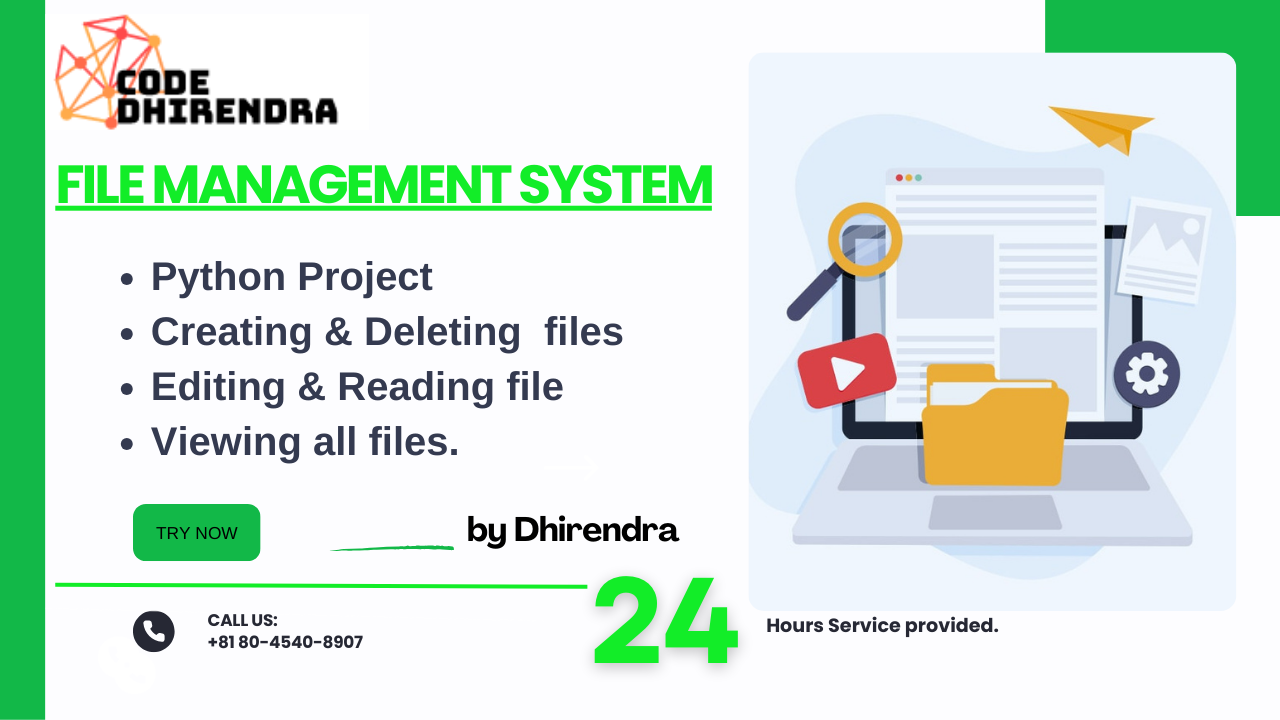 CODE
DHIRENDRA
FILE MANAGEMENT SYSTEM
• Python Project
• Creating & Deleting  files
• Editing & Reading file
• Viewing all files.
TRY NOW
by Dhirendra
CALL US:
+81 80-4540-8907
24
Hours Service provided.